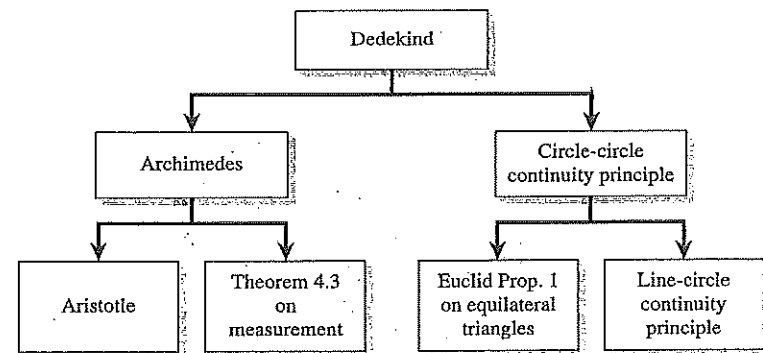 Dedekind
Archimedes
Circle-circle
continuity principle
Aristotle
Theorem 4.3
on
measurement
Euclid Prop. 1
on equilateral
triangles
Line-circle
continuity
principle